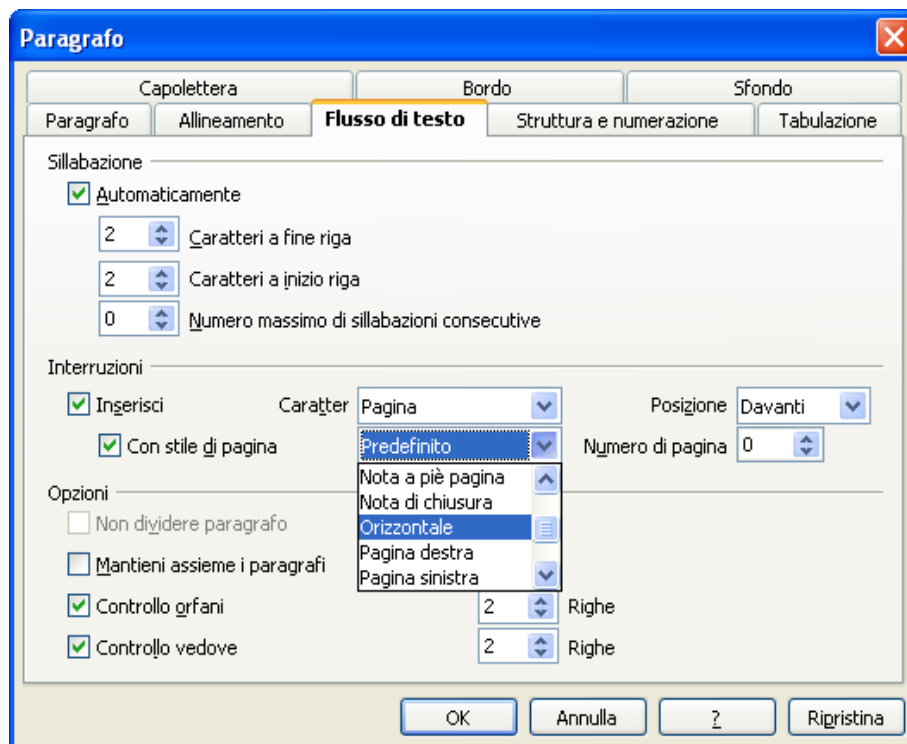 Paragrafo
Capolettera Bordo Sfondo
Paragrafo Allineamento Flusso di testo Struttura e numerazione Tabulazione
Sillabazione
Automaticamente
2 Caratteri a fine riga
2 Caratteri a inizio riga
0 Numero massimo di sillabazioni consecutive
Interruzioni
Inserisci Caratter Pagina Posizione Davanti
Con stile di pagina Predefinito Numero di pagina 0
Nota a piè pagina
Nota di chiusura
Orizzontale
Pagina destra
Pagina sinistra
Opzioni
Non dividere paragrafo
Mantieni assieme i paragrafi
Controllo orfani 2 Righe
Controllo vedove 2 Righe
OK Annulla ? Ripristina